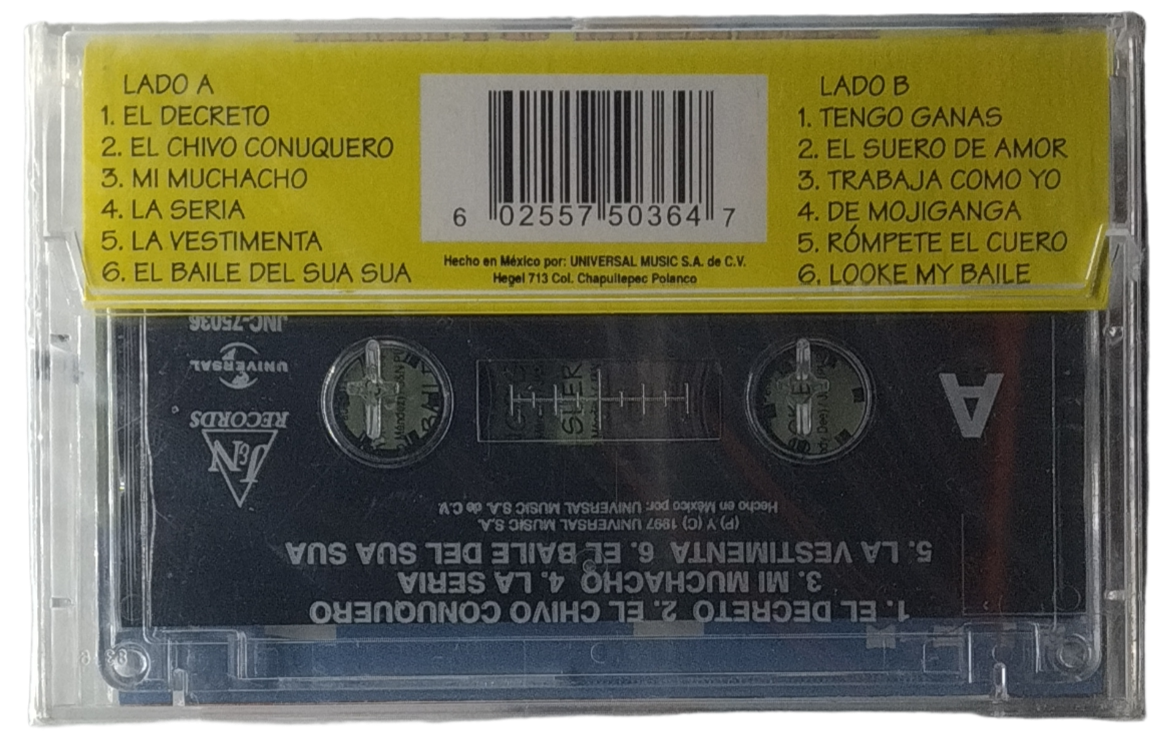 LADO A
1. EL DECRETO
2. EL CHIVO CONUQUERO
3. MI MUCHACHO
4. LA SERIA
5. LA VESTIMENTA
6. EL BAILE DEL SUA SUA
6 02557 50364 7
Hecho en México por: UNIVERSAL MUSIC S.A. de C.V.
Hegel 713 Col. Chapultepec Polanco
LADO B
1. TENGO GANAS
2. EL SUERO DE AMOR
3. TRABAJA COMO YO
4. DE MOJIGANGA
5. RÓMPETE EL CUERO
6. LOOKE MY BAILE
JNC-75036
UNIVERSAL
J&N
RECORDS
A
SUER
1. EL DECRETO 2. EL CHIVO CONUQUERO
3. MI MUCHACHO 4. LA SERIA
5. LA VESTIMENTA 6. EL BAILE DEL SUA SUA
(P) Y (C) 1997 UNIVERSAL MUSIC S.A.
Hecho en México por: UNIVERSAL MUSIC S.A. de C.V.